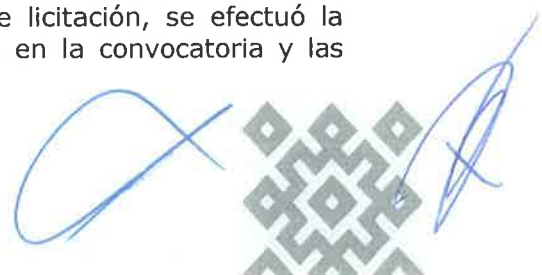 e licitación, se efectuó la
en la convocatoria y las